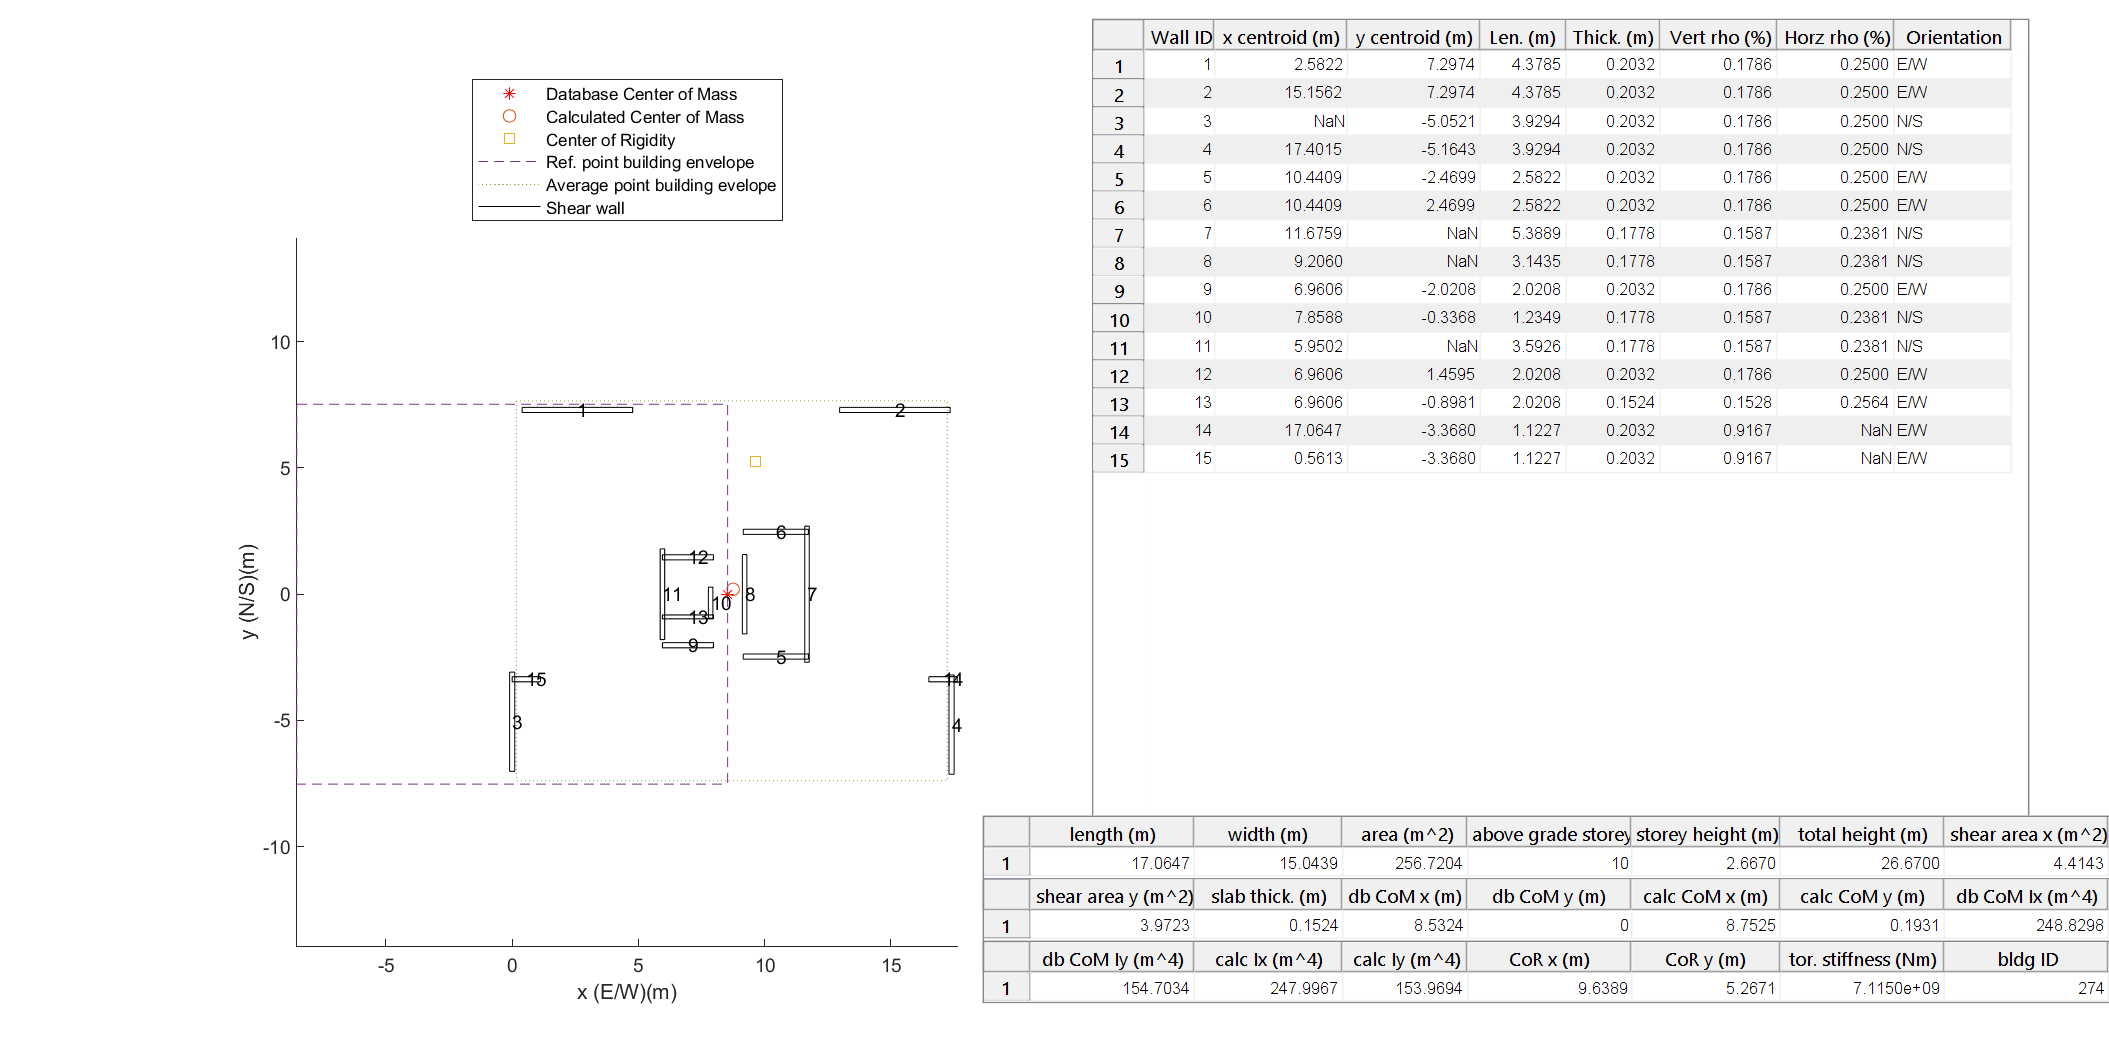 Database Center of Mass
Calculated Center of Mass
Center of Rigidity
Ref. point building envelope
Average point building evelope
Shear wall
10
5
0
-5
-10
y (N/S)(m)
-5 0 5 10 15
x (E/W)(m)
1 2
6
12
11 8 7
10
13
9 5
15 14
3 4
Wall ID x centroid (m) y centroid (m) Len. (m) Thick. (m) Vert rho (%) Horz rho (%) Orientation
1 1 2.5822 7.2974 4.3785 0.2032 0.1786 0.2500 E/W
2 2 15.1562 7.2974 4.3785 0.2032 0.1786 0.2500 E/W
3 3 NaN -5.0521 3.9294 0.2032 0.1786 0.2500 N/S
4 4 17.4015 -5.1643 3.9294 0.2032 0.1786 0.2500 N/S
5 5 10.4409 -2.4699 2.5822 0.2032 0.1786 0.2500 E/W
6 6 10.4409 2.4699 2.5822 0.2032 0.1786 0.2500 E/W
7 7 11.6759 NaN 5.3889 0.1778 0.1587 0.2381 N/S
8 8 9.2060 NaN 3.1435 0.1778 0.1587 0.2381 N/S
9 9 6.9606 -2.0208 2.0208 0.2032 0.1786 0.2500 E/W
10 10 7.8588 -0.3368 1.2349 0.1778 0.1587 0.2381 N/S
11 11 5.9502 NaN 3.5926 0.1778 0.1587 0.2381 N/S
12 12 6.9606 1.4595 2.0208 0.2032 0.1786 0.2500 E/W
13 13 6.9606 -0.8981 2.0208 0.1524 0.1528 0.2564 E/W
14 14 17.0647 -3.3680 1.1227 0.2032 0.9167 NaN E/W
15 15 0.5613 -3.3680 1.1227 0.2032 0.9167 NaN E/W
length (m) width (m) area (m^2) above grade storey storey height (m) total height (m) shear area x (m^2)
1 17.0647 15.0439 256.7204 10 2.6670 26.6700 4.4143
shear area y (m^2) slab thick. (m) db CoM x (m) db CoM y (m) calc CoM x (m) calc CoM y (m) db CoM Ix (m^4)
1 3.9723 0.1524 8.5324 0 8.7525 0.1931 248.8298
db CoM Iy (m^4) calc Ix (m^4) calc Iy (m^4) CoR x (m) CoR y (m) tor. stiffness (Nm) bldg ID
1 154.7034 247.9967 153.9694 9.6389 5.2671 7.1150e+09 274